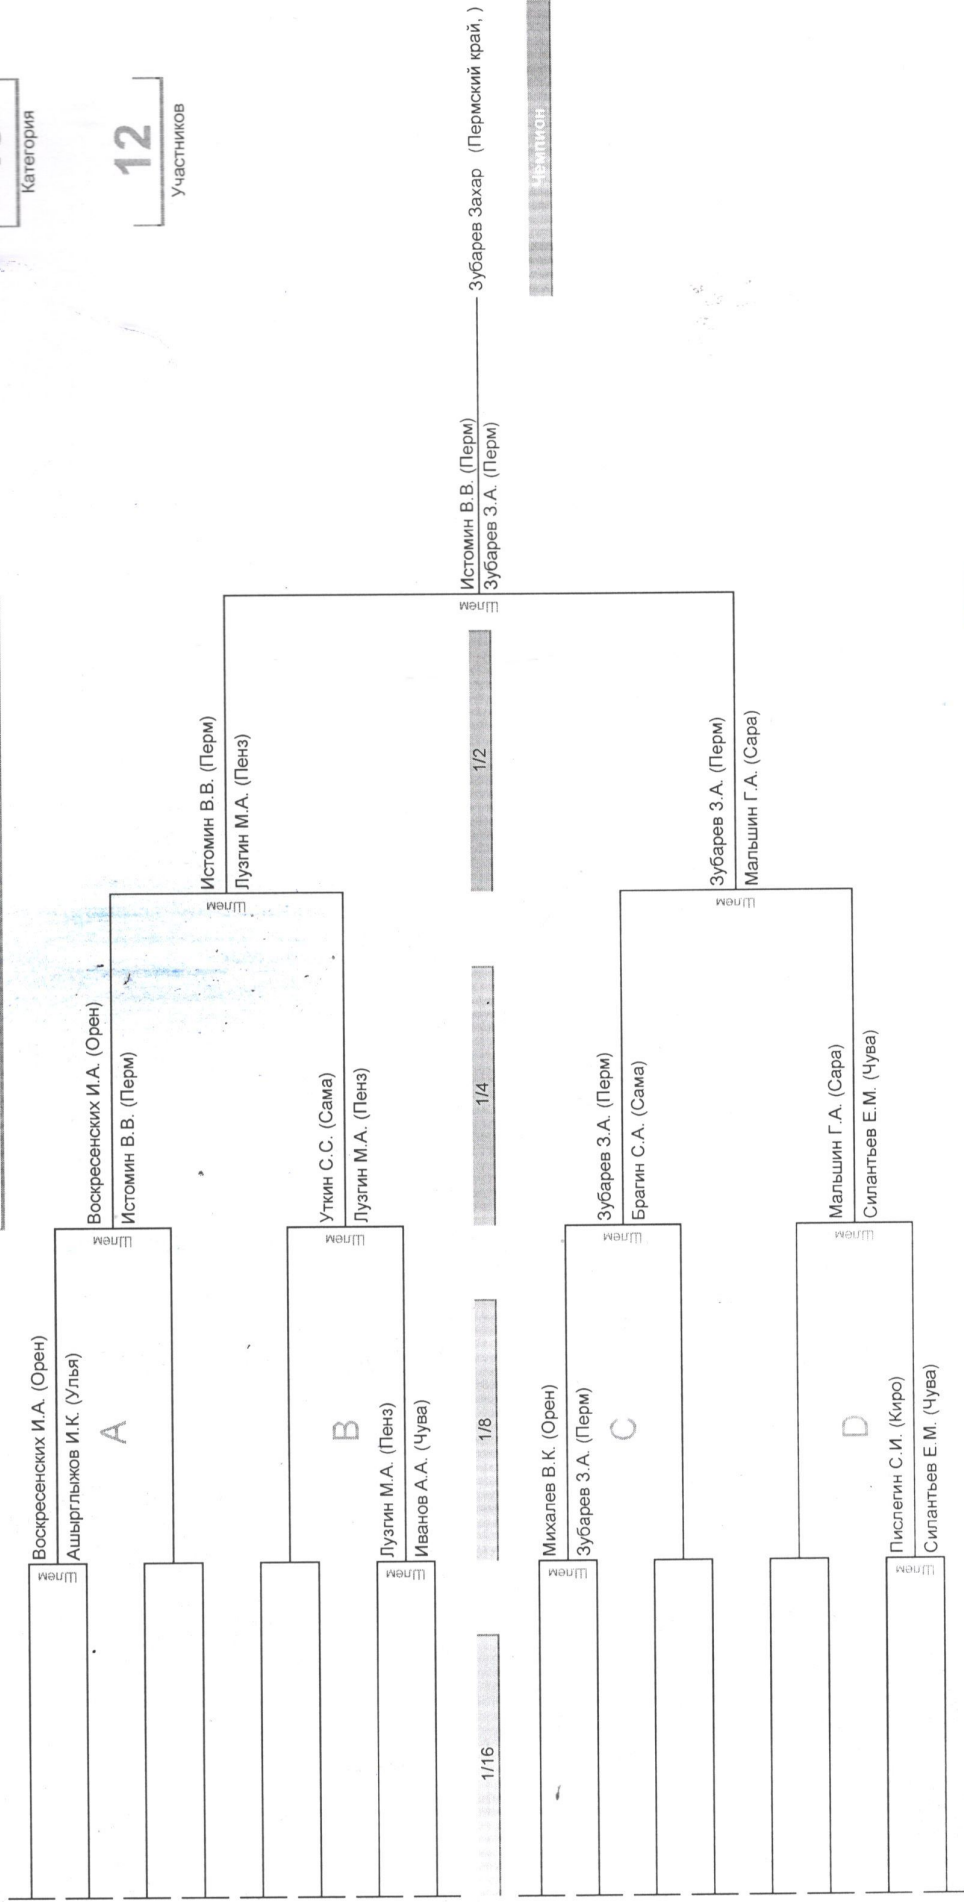 Категория
12
Участников
Воскресенских И.А. (Орен)
Ашырглыжов И.К. (Улья)
Шлем
A
Воскресенских И.А. (Орен)
Истомин В.В. (Перм)
Шлем
Лузгин М.А. (Пенз)
Иванов А.А. (Чува)
Шлем
B
Уткин С.С. (Сама)
Лузгин М.А. (Пенз)
Шлем
Истомин В.В. (Перм)
Лузгин М.А. (Пенз)
Шлем
1/16
1/8
1/4
1/2
Истомин В.В. (Перм)
Зубарев З.А. (Перм)
Шлем
Зубарев Захар (Пермский край, )
Чемпион
Михалев В.К. (Орен)
Зубарев З.А. (Перм)
Шлем
C
Зубарев З.А. (Перм)
Брагин С.А. (Сама)
Шлем
Зубарев З.А. (Перм)
Мальшин Г.А. (Сара)
Шлем
D
Мальшин Г.А. (Сара)
Силантьев Е.М. (Чува)
Шлем
Пислегин С.И. (Киро)
Силантьев Е.М. (Чува)
Шлем